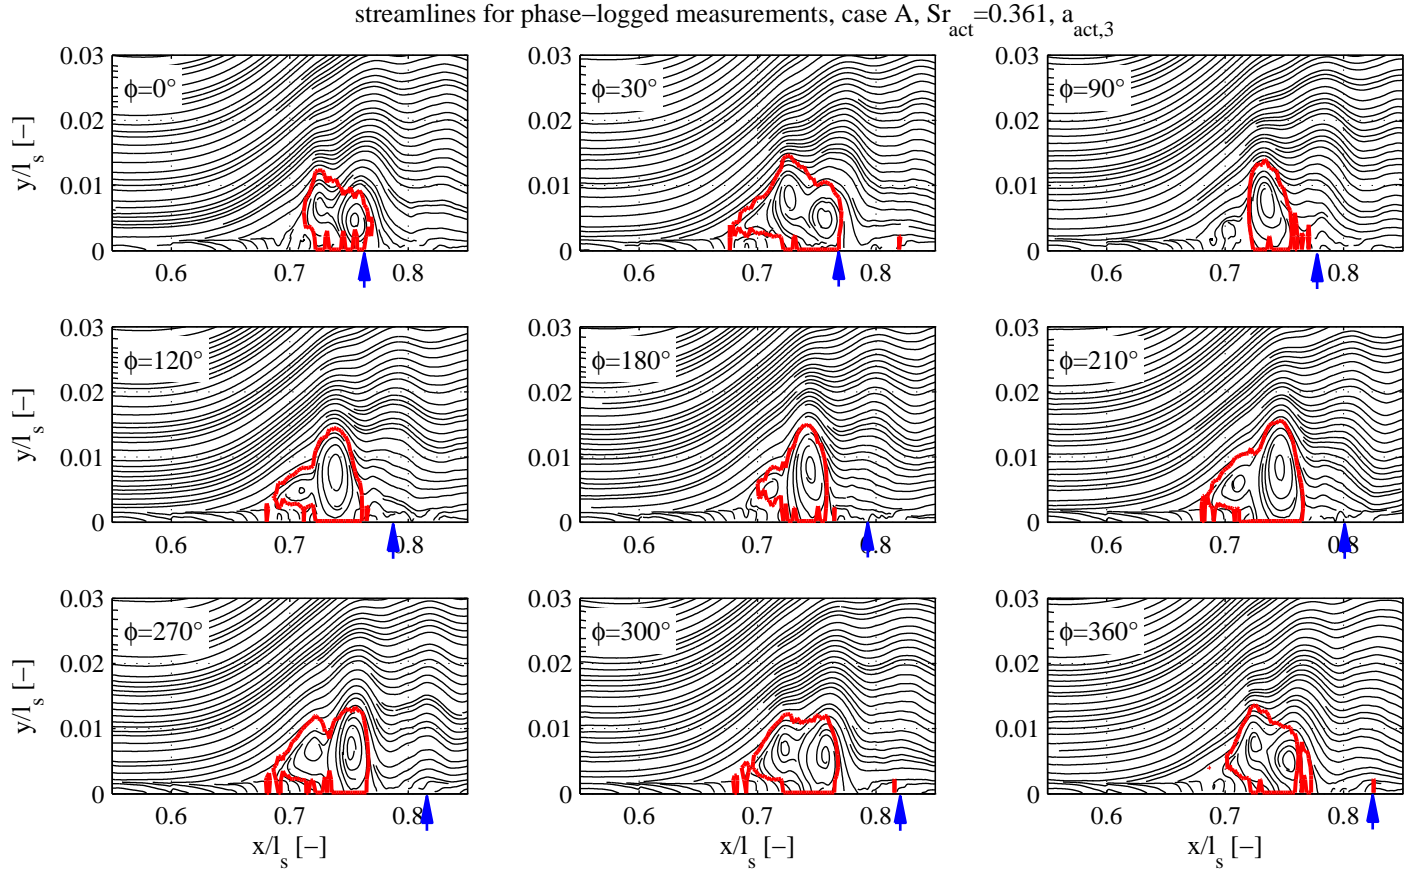 streamlines for phase−logged measurements, case A, Sr_act=0.361, a_act,3
y/l_s [−]
0.03
0.02
0.01
0
ϕ=0°
0.6 0.7 0.8
0.03
0.02
0.01
0
ϕ=30°
0.6 0.7 0.8
0.03
0.02
0.01
0
ϕ=90°
0.6 0.7 0.8
y/l_s [−]
0.03
0.02
0.01
0
ϕ=120°
0.6 0.7 0.8
0.03
0.02
0.01
0
ϕ=180°
0.6 0.7 0.8
0.03
0.02
0.01
0
ϕ=210°
0.6 0.7 0.8
y/l_s [−]
0.03
0.02
0.01
0
ϕ=270°
0.6 0.7 0.8
x/l_s [−]
0.03
0.02
0.01
0
ϕ=300°
0.6 0.7 0.8
x/l_s [−]
0.03
0.02
0.01
0
ϕ=360°
0.6 0.7 0.8
x/l_s [−]